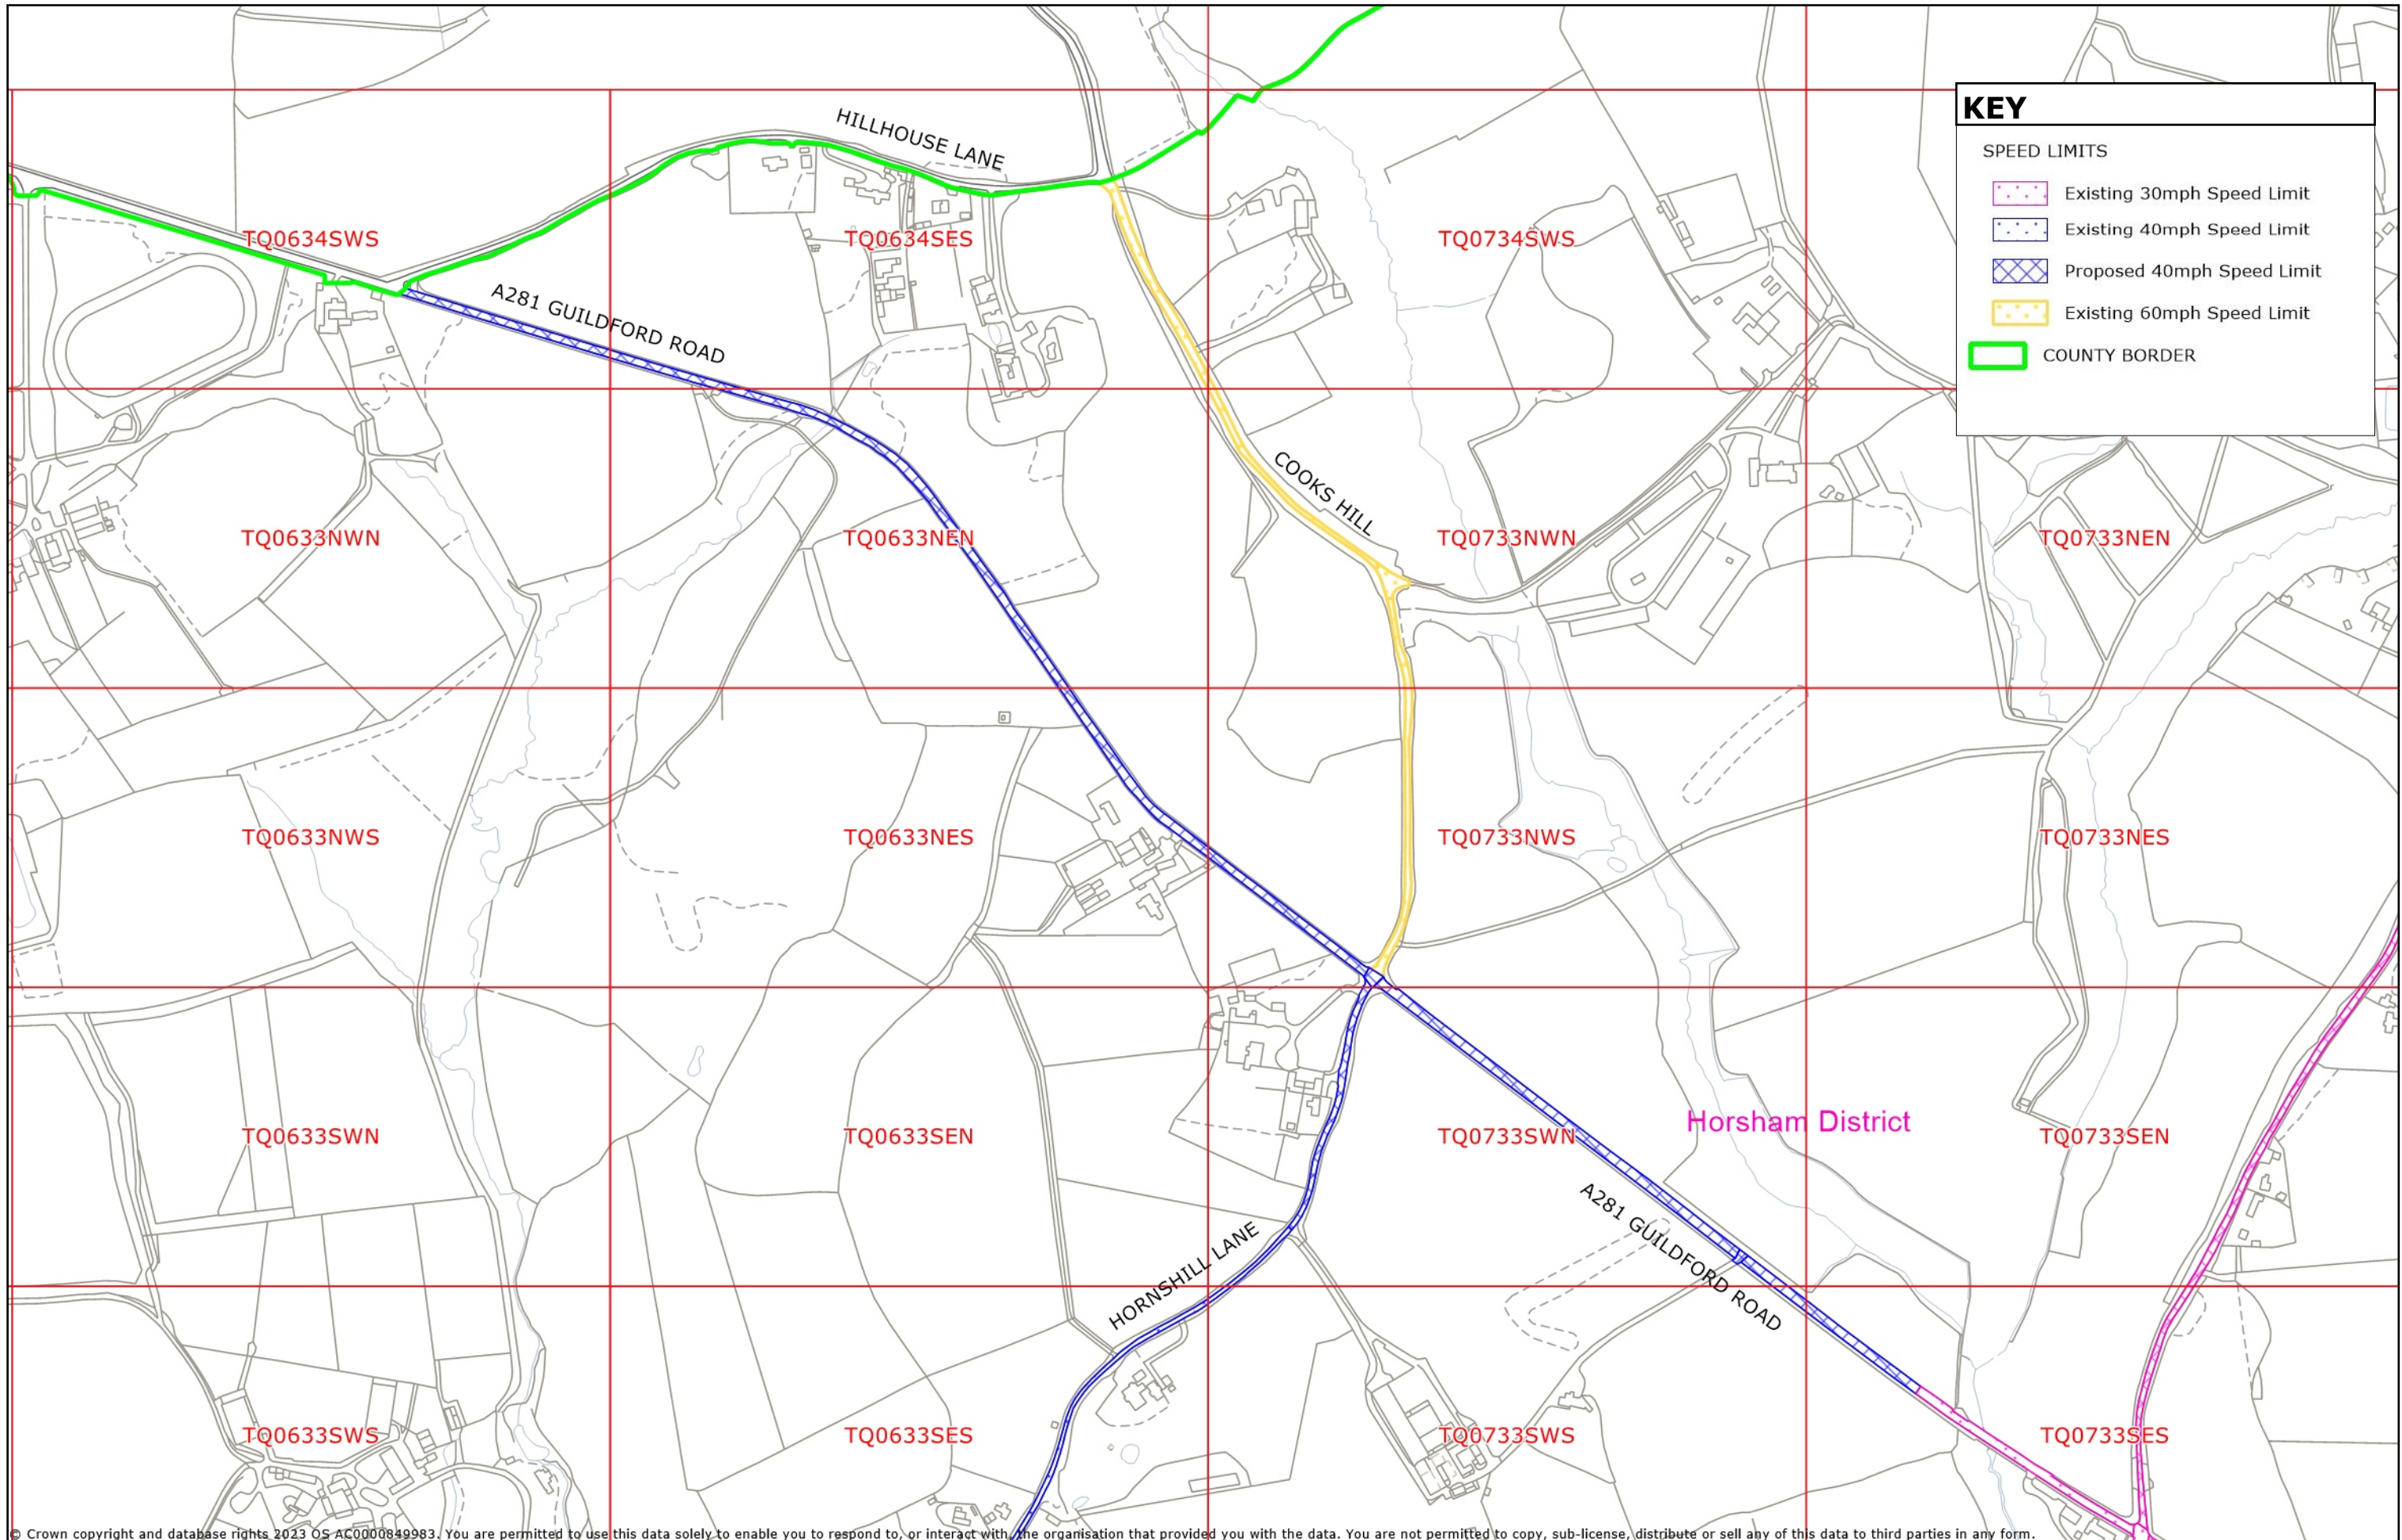 KEY
SPEED LIMITS
Existing 30mph Speed Limit
Existing 40mph Speed Limit
Proposed 40mph Speed Limit
Existing 60mph Speed Limit
COUNTY BORDER
HILLHOUSE LANE
TQ0634SWS
TQ0634SES
TQ0734SWS
A281 GUILDFORD ROAD
COOKS HILL
TQ0633NWN
TQ0633NEN
TQ0733NWN
TQ0733NEN
TQ0633NWS
TQ0633NES
TQ0733NWS
TQ0733NES
Horsham District
TQ0633SWN
TQ0633SEN
TQ0733SWN
TQ0733SEN
HORNSHILL LANE
A281 GUILDFORD ROAD
TQ0633SWS
TQ0633SES
TQ0733SWS
TQ0733SES
© Crown copyright and database rights 2023 OS AC0000849983. You are permitted to use this data solely to enable you to respond to, or interact with, the organisation that provided you with the data. You are not permitted to copy, sub-license, distribute or sell any of this data to third parties in any form.